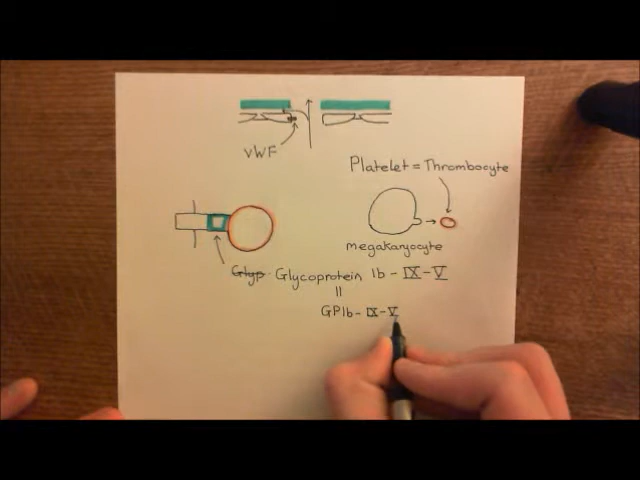 vWF
Platelet = Thrombocyte
megakaryocyte
Glyp Glycoprotein Ib - IX - V
=
GPIb - IX - V